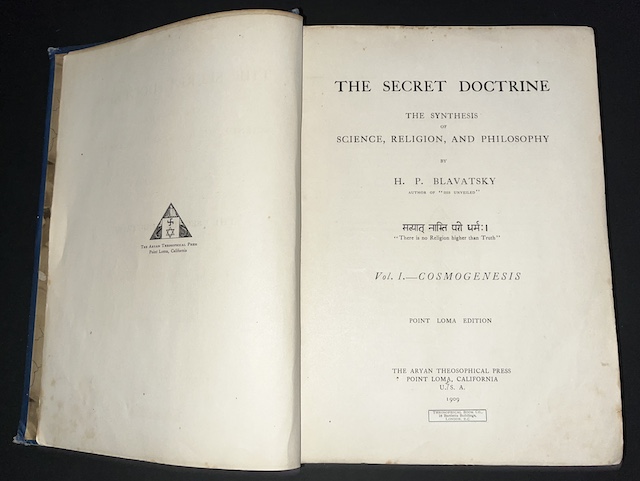 The Aryan Theosophical Press
Point Loma, California
THE SECRET DOCTRINE
THE SYNTHESIS
OF
SCIENCE, RELIGION, AND PHILOSOPHY
BY
H. P. BLAVATSKY
AUTHOR OF "ISIS UNVEILED"
सत्यात् नास्ति परो धर्मः।
"There is no Religion higher than Truth"
Vol. I.—COSMOGENESIS
POINT LOMA EDITION
THE ARYAN THEOSOPHICAL PRESS
POINT LOMA, CALIFORNIA
U. S. A.
1909